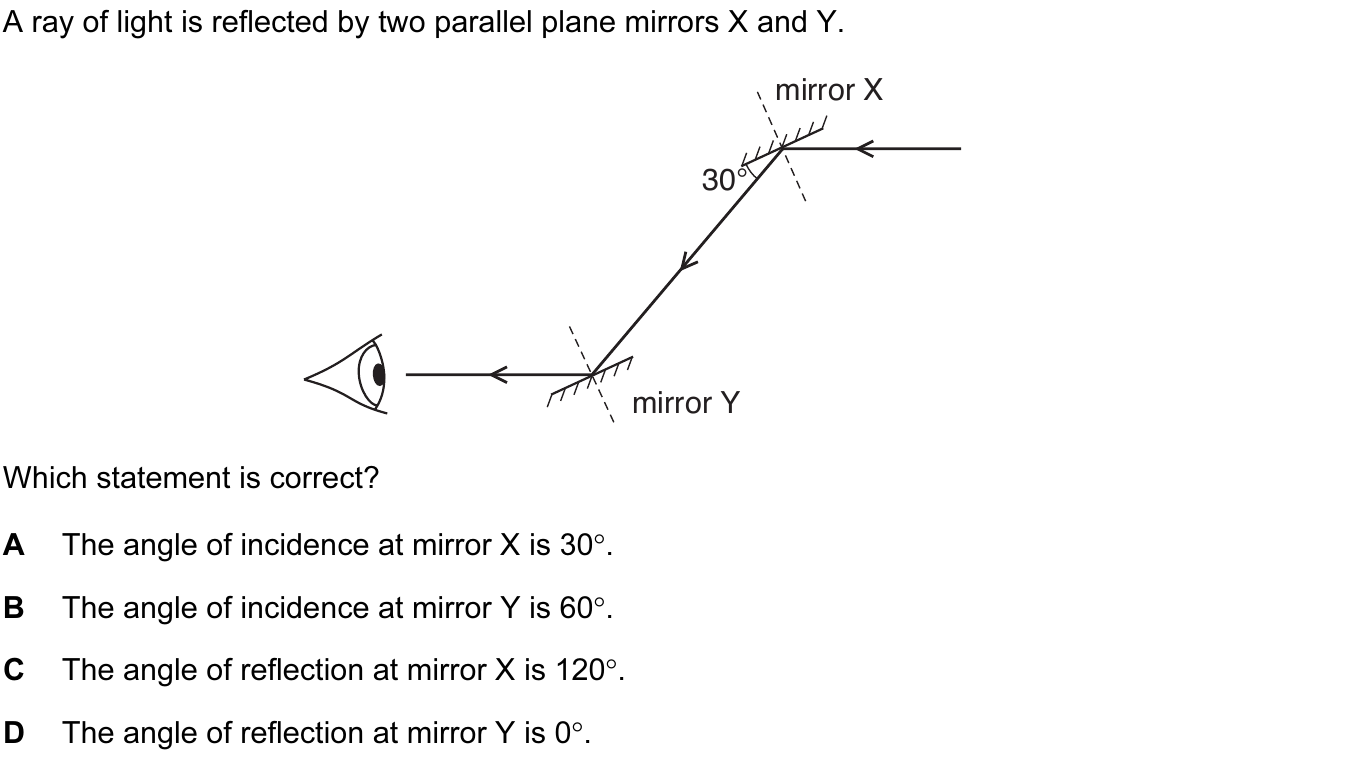 A ray of light is reflected by two parallel plane mirrors X and Y.
mirror X
30°
mirror Y
Which statement is correct?
A The angle of incidence at mirror X is 30°.
B The angle of incidence at mirror Y is 60°.
C The angle of reflection at mirror X is 120°.
D The angle of reflection at mirror Y is 0°.